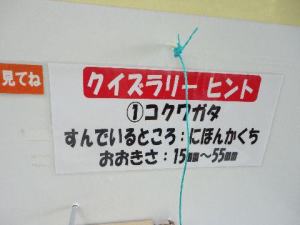 見てね
クイズラリー ヒント
①コクワガタ
すんでいるところ:にほんかくち
おおきさ:15mm~55mm